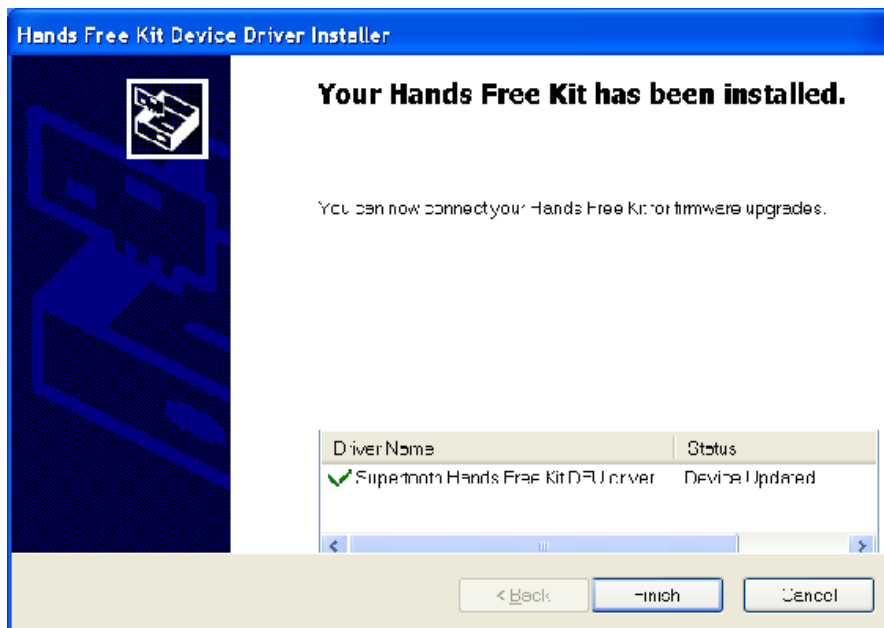 Hands Free Kit Device Driver Installer
Your Hands Free Kit has been installed.
You can now connect your Hands Free Kit for firmware upgrades.
Driver Name Status
Supertooth Hands Free Kit DFU driver Device Updated
< Back Finish Cancel